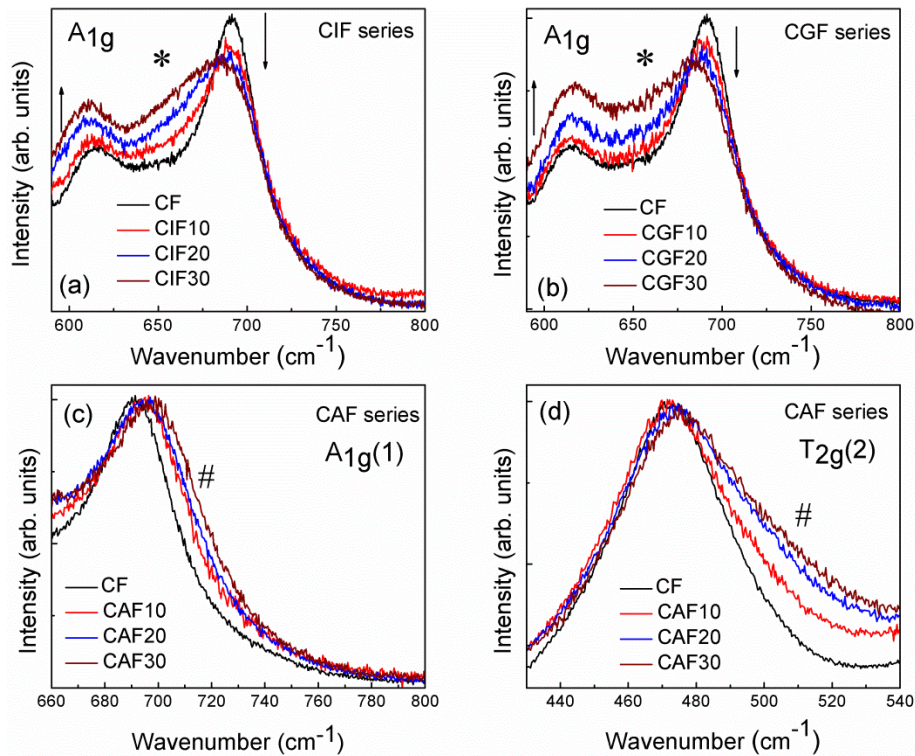 A1g
*
CIF series
CF
CIF10
CIF20
CIF30
(a)
Intensity (arb. units)
600 650 700 750 800
Wavenumber (cm-1)
A1g
*
CGF series
CF
CGF10
CGF20
CGF30
(b)
Intensity (arb. units)
600 650 700 750 800
Wavenumber (cm-1)
(c)
CAF series
A1g(1)
#
CF
CAF10
CAF20
CAF30
Intensity (arb. units)
660 680 700 720 740 760 780 800
Wavenumber (cm-1)
(d)
CAF series
T2g(2)
#
CF
CAF10
CAF20
CAF30
Intensity (arb. units)
440 460 480 500 520 540
Wavenumber (cm-1)